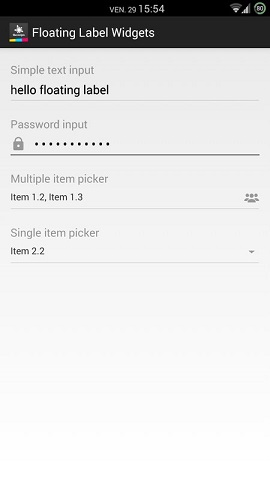 VEN. 29 15:54
80
Floating Label Widgets
Simple text input
hello floating label
Password input
•••••••••••
Multiple item picker
Item 1.2, Item 1.3
Single item picker
Item 2.2